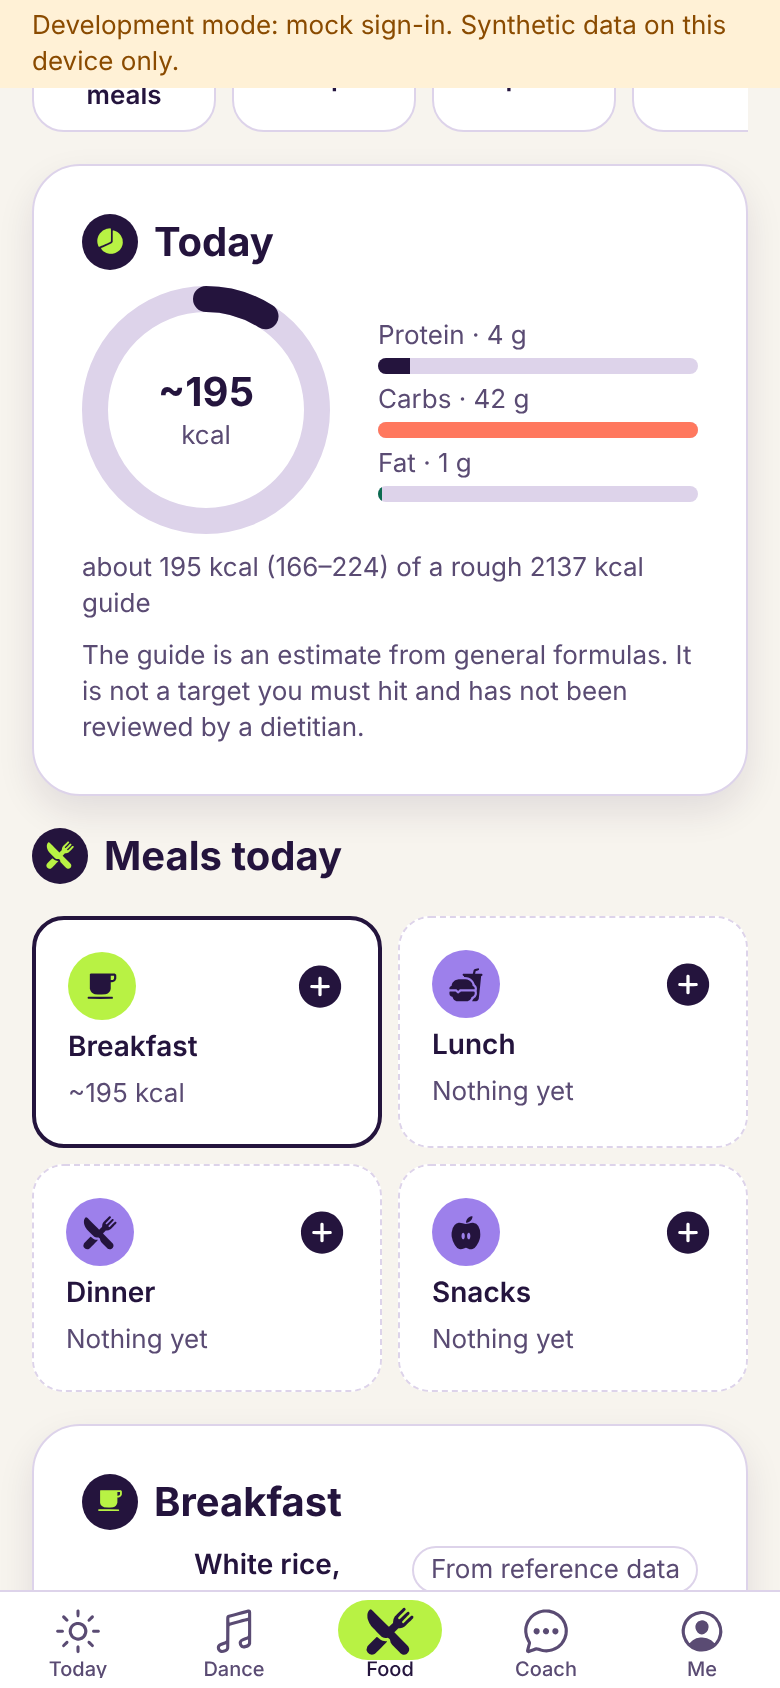 Development mode: mock sign-in. Synthetic data on this
device only.
meals
Today
~195
kcal
Protein · 4 g
Carbs · 42 g
Fat · 1 g
about 195 kcal (166–224) of a rough 2137 kcal
guide
The guide is an estimate from general formulas. It
is not a target you must hit and has not been
reviewed by a dietitian.
Meals today
Breakfast
~195 kcal
Lunch
Nothing yet
Dinner
Nothing yet
Snacks
Nothing yet
Breakfast
White rice,
From reference data
Today
Dance
Food
Coach
Me